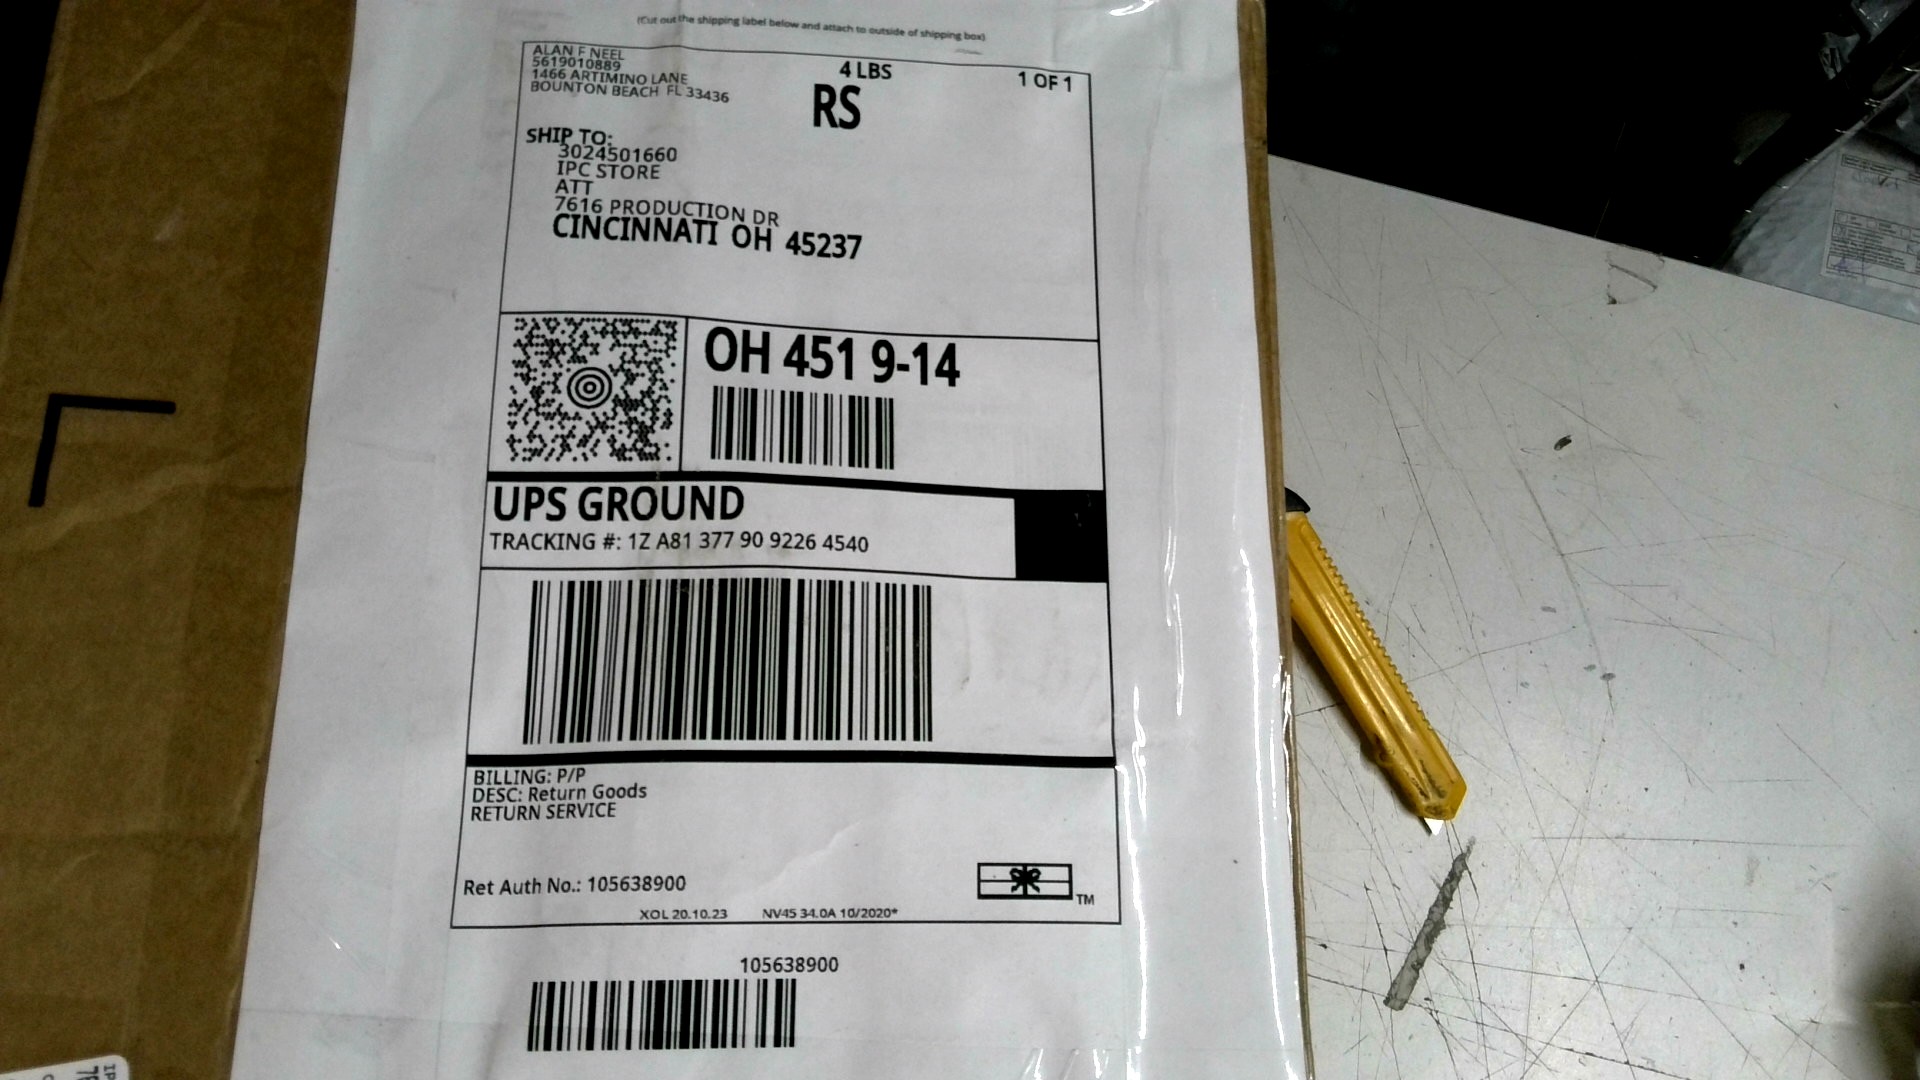 (Cut out the shipping label below and attach to outside of shipping box)
ALAN F NEEL
5619010889
1466 ARTIMINO LANE
BOUNTON BEACH FL 33436
4 LBS
1 OF 1
RS
SHIP TO:
3024501660
IPC STORE
ATT
7616 PRODUCTION DR
CINCINNATI OH 45237
OH 451 9-14
UPS GROUND
TRACKING #: 1Z A81 377 90 9226 4540
BILLING: P/P
DESC: Return Goods
RETURN SERVICE
Ret Auth No.: 105638900
TM
XOL 20.10.23 NV45 34.0A 10/2020*
105638900